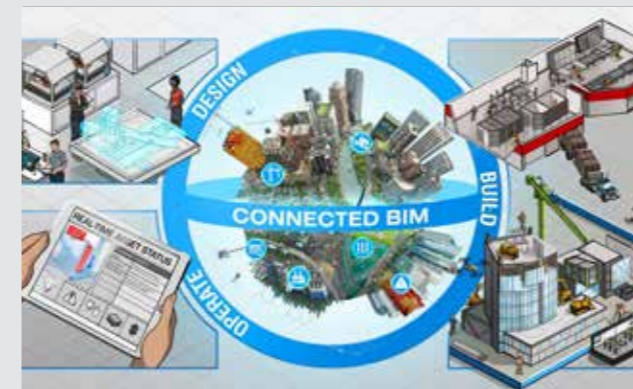 DESIGN
CONNECTED BIM
BUILD
REAL TIME ASSET STATUS
OPERATE